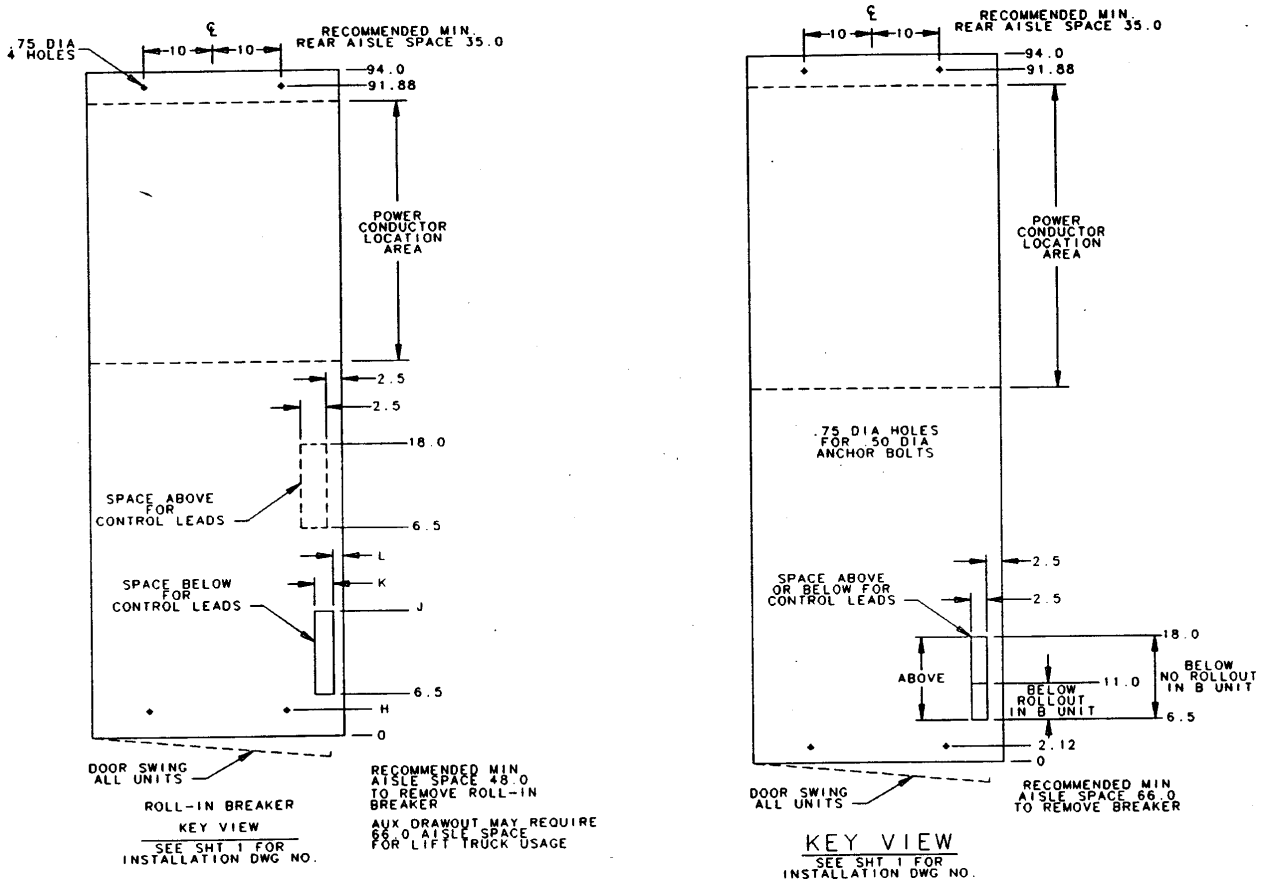 ℄
.75 DIA
4 HOLES
10
10
RECOMMENDED MIN.
REAR AISLE SPACE 35.0
94.0
91.88
POWER
CONDUCTOR
LOCATION
AREA
2.5
2.5
18.0
SPACE ABOVE
FOR
CONTROL LEADS
6.5
L
K
SPACE BELOW
FOR
CONTROL LEADS
J
6.5
H
0
DOOR SWING
ALL UNITS
ROLL-IN BREAKER
KEY VIEW
SEE SHT 1 FOR
INSTALLATION DWG NO.
RECOMMENDED MIN
AISLE SPACE 48.0
TO REMOVE ROLL-IN
BREAKER
AUX DRAWOUT MAY REQUIRE
66.0 AISLE SPACE
FOR LIFT TRUCK USAGE
℄
10
10
RECOMMENDED MIN.
REAR AISLE SPACE 35.0
94.0
91.88
POWER
CONDUCTOR
LOCATION
AREA
.75 DIA HOLES
FOR .50 DIA
ANCHOR BOLTS
2.5
SPACE ABOVE
OR BELOW FOR
CONTROL LEADS
2.5
18.0
ABOVE
11.0
BELOW
ROLLOUT
IN B UNIT
BELOW
NO ROLLOUT
IN B UNIT
6.5
2.12
0
DOOR SWING
ALL UNITS
RECOMMENDED MIN
AISLE SPACE 66.0
TO REMOVE BREAKER
KEY VIEW
SEE SHT 1 FOR
INSTALLATION DWG NO.